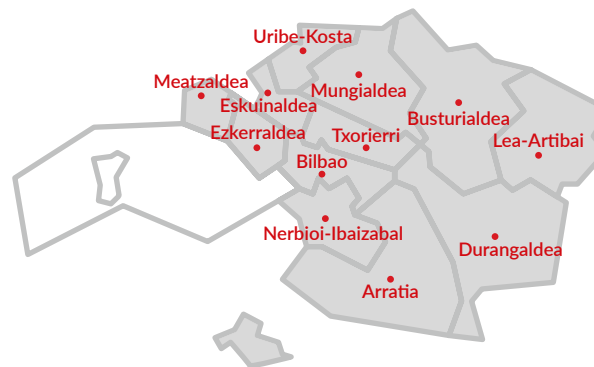 Uribe-Kosta
Meatzaldea
Mungialdea
Eskuinaldea
Busturialdea
Ezkerraldea
Txorierri
Lea-Artibai
Bilbao
Nerbioi-Ibaizabal
Durangaldea
Arratia